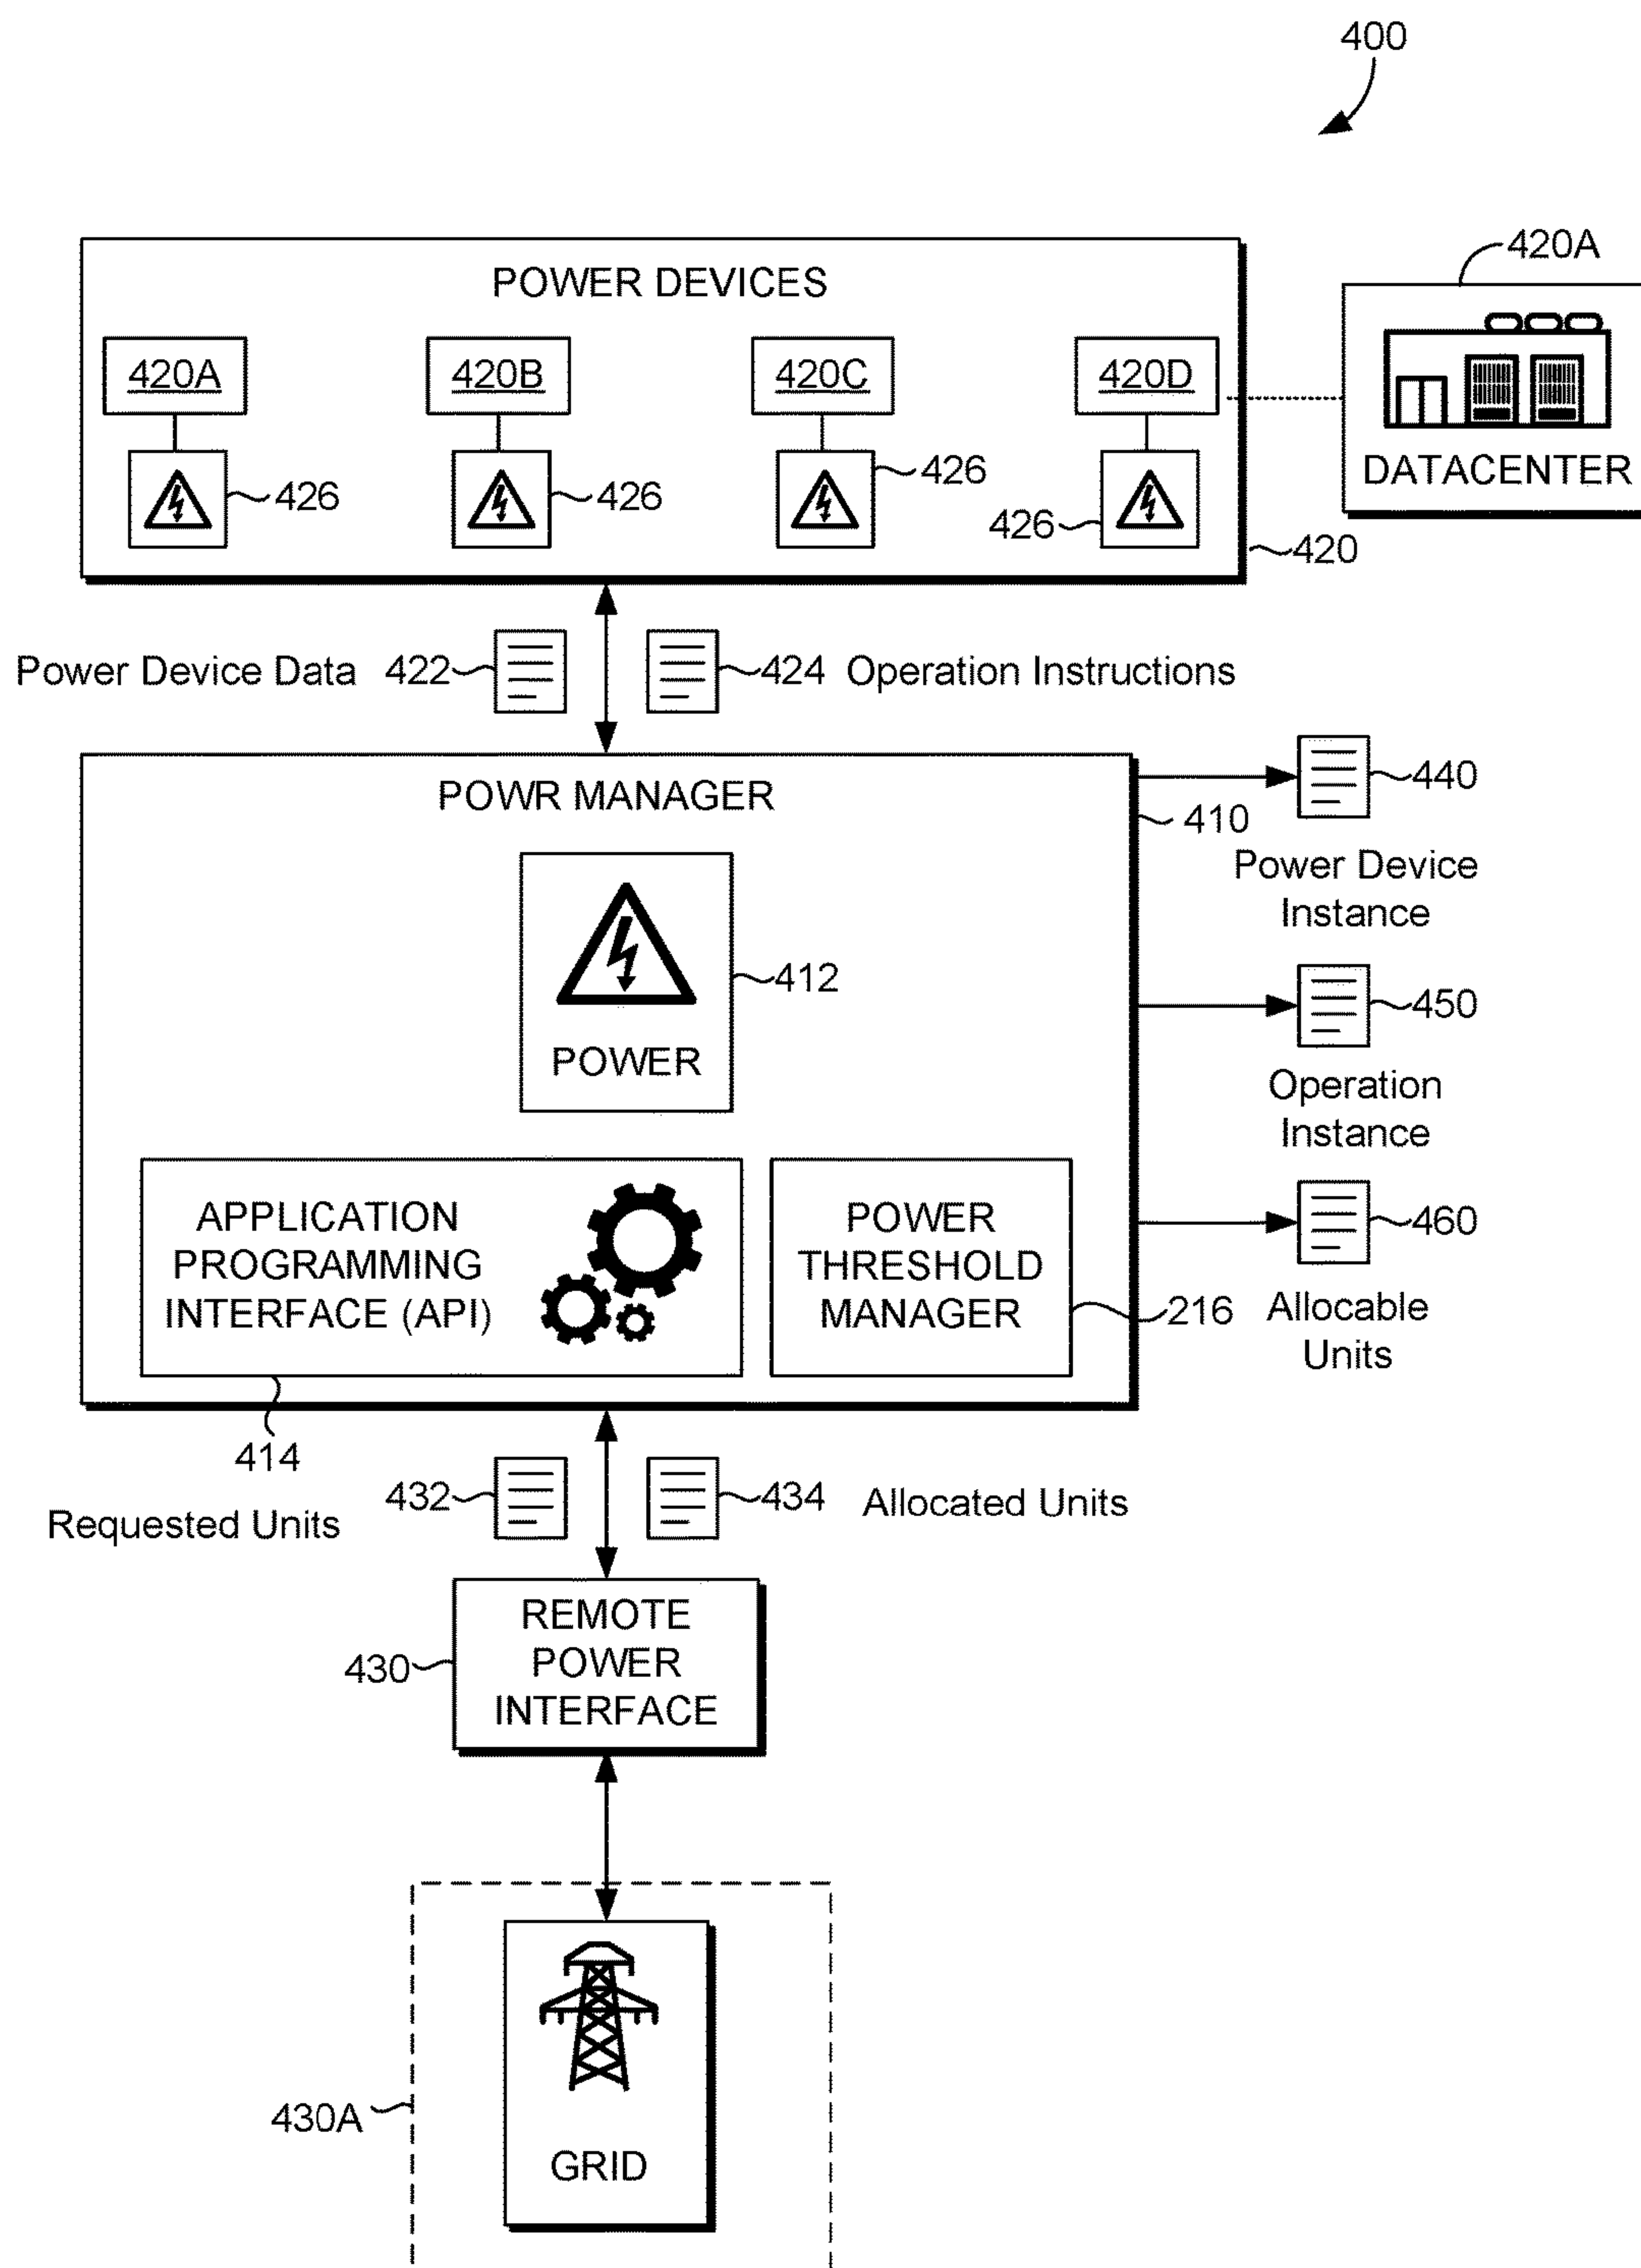 400
POWER DEVICES
420A
420A
420B
420C
420D
426
426
426
426
DATACENTER
420
Power Device Data
422
424
Operation Instructions
POWR MANAGER
440
410
Power Device
Instance
412
POWER
450
Operation
Instance
APPLICATION
PROGRAMMING
INTERFACE (API)
POWER
THRESHOLD
MANAGER
460
216
Allocable
Units
414
432
434
Allocated Units
Requested Units
REMOTE
POWER
INTERFACE
430
430A
GRID